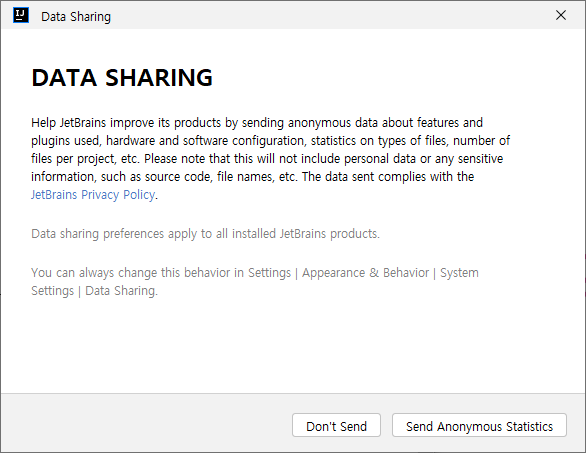 IJ
Data Sharing
DATA SHARING
Help JetBrains improve its products by sending anonymous data about features and
plugins used, hardware and software configuration, statistics on types of files, number of
files per project, etc. Please note that this will not include personal data or any sensitive
information, such as source code, file names, etc. The data sent complies with the
JetBrains Privacy Policy.
Data sharing preferences apply to all installed JetBrains products.
You can always change this behavior in Settings | Appearance & Behavior | System
Settings | Data Sharing.
Don't Send
Send Anonymous Statistics